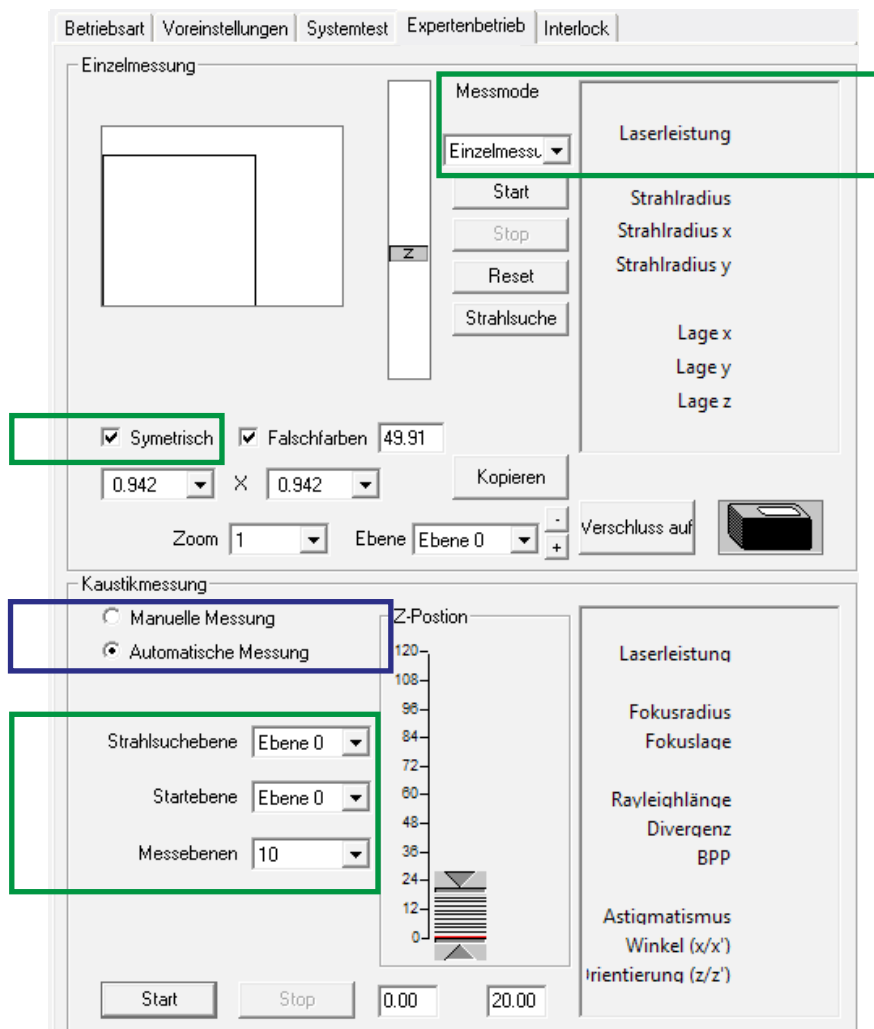 Betriebsart Voreinstellungen Systemtest Expertenbetrieb Interlock
Einzelmessung
Messmode
Einzelmessu
Start
Stop
Reset
Strahlsuche
Z
Laserleistung
Strahlradius
Strahlradius x
Strahlradius y
Lage x
Lage y
Lage z
Symetrisch Falschfarben 49.91
0.942 X 0.942
Kopieren
Zoom 1 Ebene Ebene 0 - +
Verschluss auf
Kaustikmessung
Manuelle Messung
Automatische Messung
Strahlsuchebene Ebene 0
Startebene Ebene 0
Messebenen 10
Z-Postion
120
108
96
84
72
60
48
36
24
12
0
Laserleistung
Fokusradius
Fokuslage
Rayleighlänge
Divergenz
BPP
Astigmatismus
Winkel (x/x')
rientierung (z/z')
Start Stop 0.00 20.00